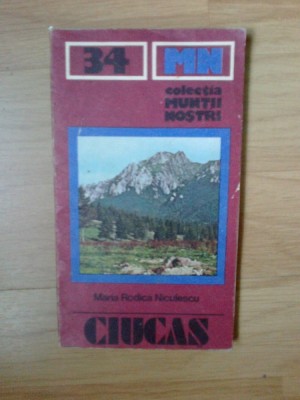 34 MN
colecția
MUNȚII
NOȘTRI
Maria Rodica Niculescu
CIUCAȘ